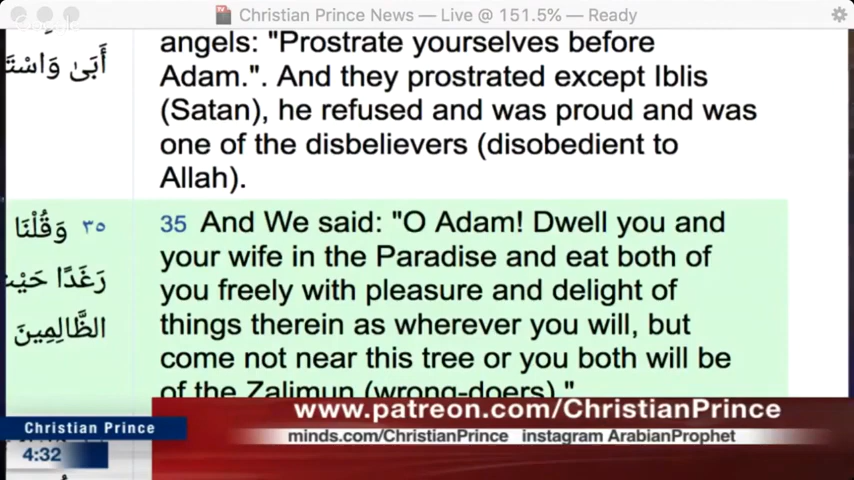 Christian Prince News — Live @ 151.5% — Ready
Google
angels: "Prostrate yourselves before
Adam.". And they prostrated except Iblis
(Satan), he refused and was proud and was
one of the disbelievers (disobedient to
Allah).
أَبَىٰ
35 And We said: "O Adam! Dwell you and
your wife in the Paradise and eat both of
you freely with pleasure and delight of
things therein as wherever you will, but
come not near this tree or you both will be
of the Zalimun (wrong-doers)."
٣٥ وَقُلْنَا
رَغَدًا
الظَّالِمِينَ
www.patreon.com/ChristianPrince
minds.com/ChristianPrince instagram ArabianProphet
Christian Prince
4:32